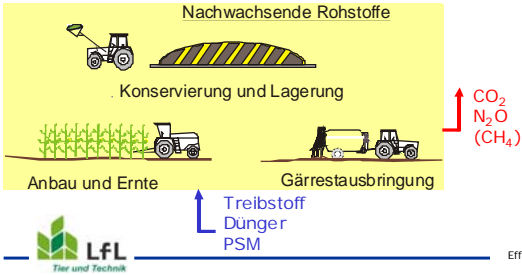 Nachwachsende Rohstoffe
. Konservierung und Lagerung
CO₂
N₂O
(CH₄)
Anbau und Ernte
Gärrestausbringung
Treibstoff
Dünger
PSM
LfL
Tier und Technik
Eff